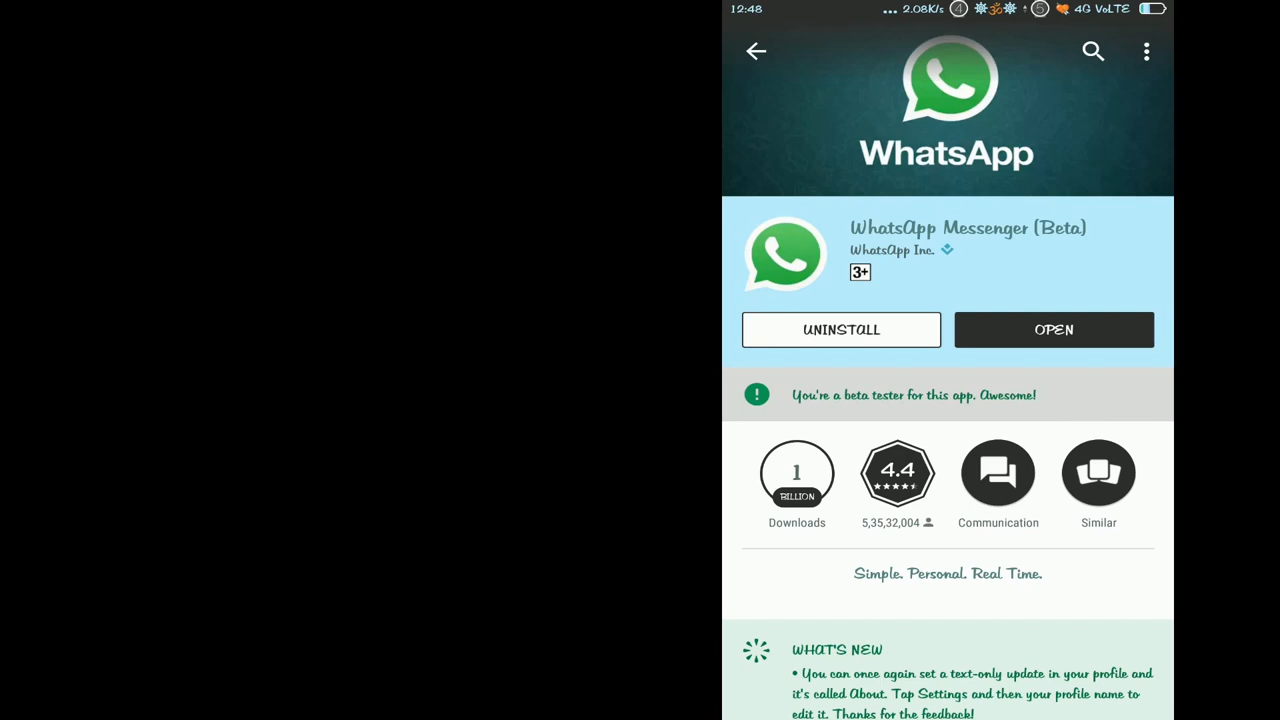 12:48 ... 2.08K/s 4 ॐ 5 4G VoLTE
WhatsApp
WhatsApp Messenger (Beta)
WhatsApp Inc.
3+
UNINSTALL OPEN
You're a beta tester for this app. Awesome!
1 BILLION 4.4
Downloads 5,35,32,004 Communication Similar
Simple. Personal. Real Time.
WHAT'S NEW
• You can once again set a text-only update in your profile and
it's called About. Tap Settings and then your profile name to
edit it. Thanks for the feedback!